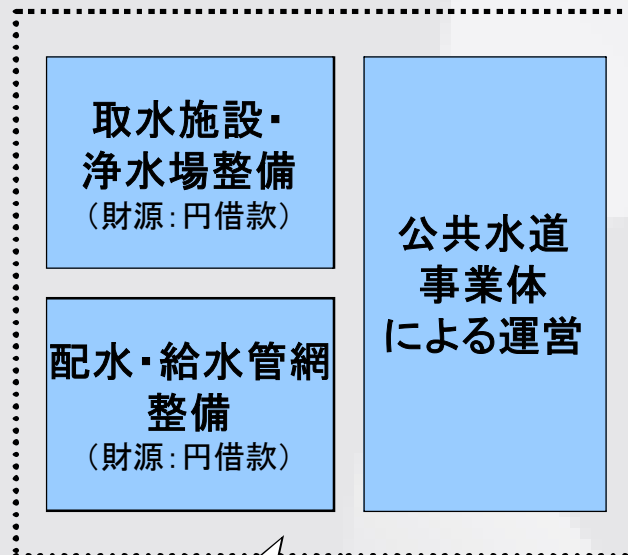 取水施設・
浄水場整備
（財源：円借款）
配水・給水管網
整備
（財源：円借款）
公共水道
事業体
による運営